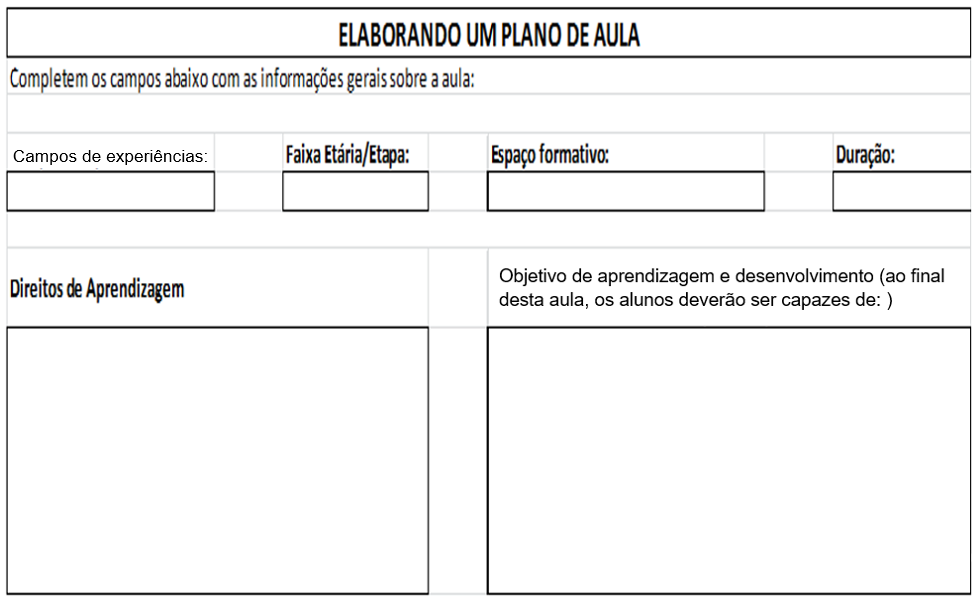 ELABORANDO UM PLANO DE AULA
Completem os campos abaixo com as informações gerais sobre a aula:
Campos de experiências:
Faixa Etária/Etapa:
Espaço formativo:
Duração:
Direitos de Aprendizagem
Objetivo de aprendizagem e desenvolvimento (ao final
desta aula, os alunos deverão ser capazes de: )